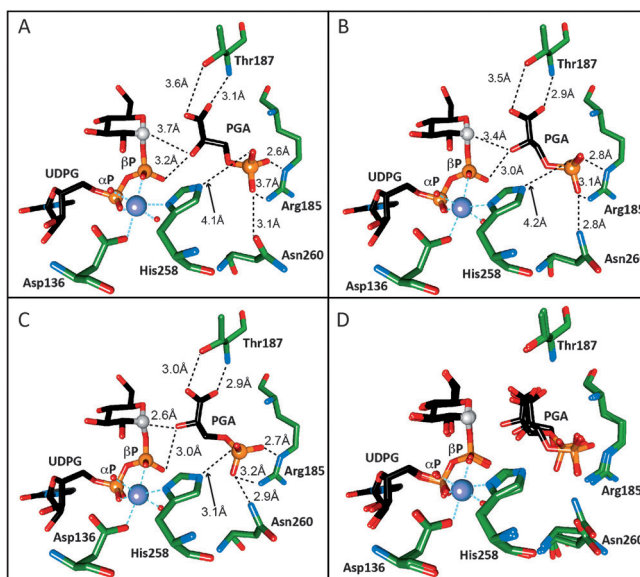 A
Thr187
3.6Å
3.1Å
3.7Å
PGA
3.2Å
2.6Å
βP
UDPG
αP
3.7Å
Arg185
4.1Å
3.1Å
Asn260
His258
Asp136
B
Thr187
3.5Å
2.9Å
3.4Å
PGA
3.0Å
2.8Å
βP
UDPG
αP
3.1Å
Arg185
4.2Å
2.8Å
Asn260
His258
Asp136
C
Thr187
3.0Å
2.9Å
2.6Å
PGA
3.0Å
2.7Å
βP
UDPG
αP
3.2Å
Arg185
2.9Å
3.1Å
Asn260
Asp136
His258
D
Thr187
PGA
βP
UDPG
αP
Arg185
Asn260
His258
Asp136